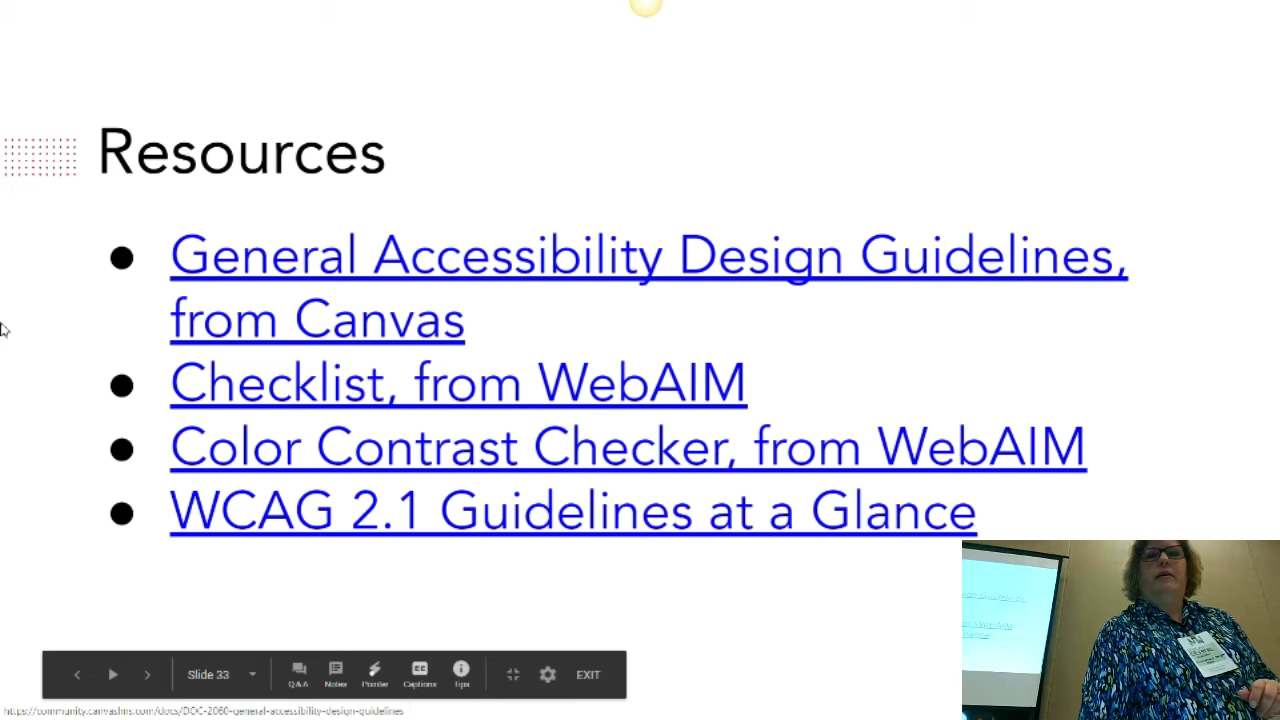 Resources
● General Accessibility Design Guidelines,
from Canvas
● Checklist, from WebAIM
● Color Contrast Checker, from WebAIM
● WCAG 2.1 Guidelines at a Glance
Slide 33
Q&A
Notes
Pointer
Captions
Tips
EXIT
https://community.canvaslms.com/docs/DOC-2060-general-accessibility-design-guidelines